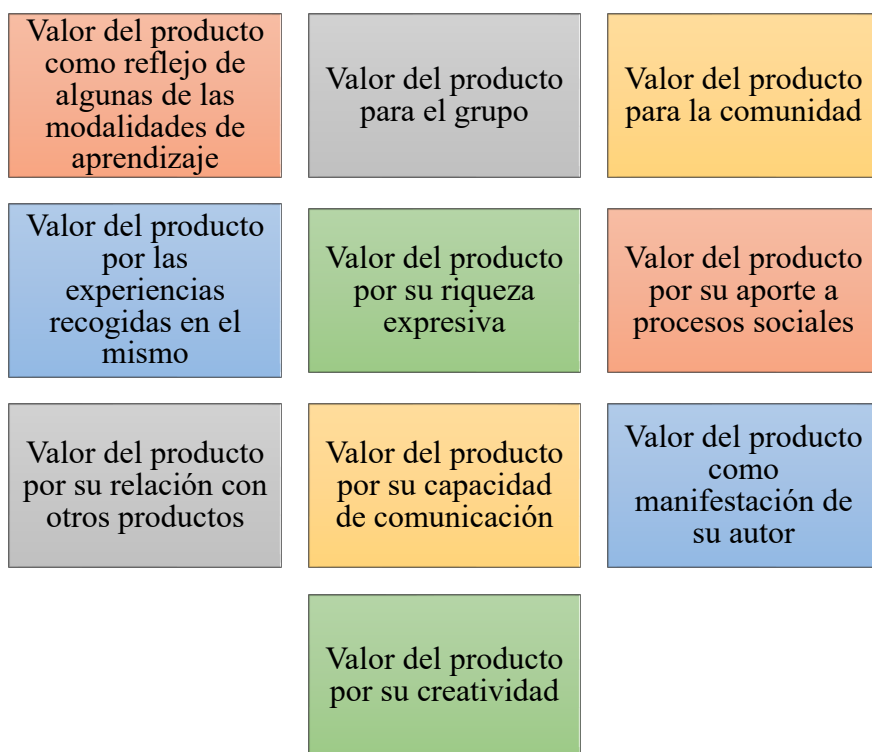 Valor del producto
como reflejo de
algunas de las
modalidades de
aprendizaje
Valor del producto
para el grupo
Valor del producto
para la comunidad
Valor del producto
por las
experiencias
recogidas en el
mismo
Valor del producto
por su riqueza
expresiva
Valor del producto
por su aporte a
procesos sociales
Valor del producto
por su relación con
otros productos
Valor del producto
por su capacidad
de comunicación
Valor del producto
como
manifestación de
su autor
Valor del producto
por su creatividad